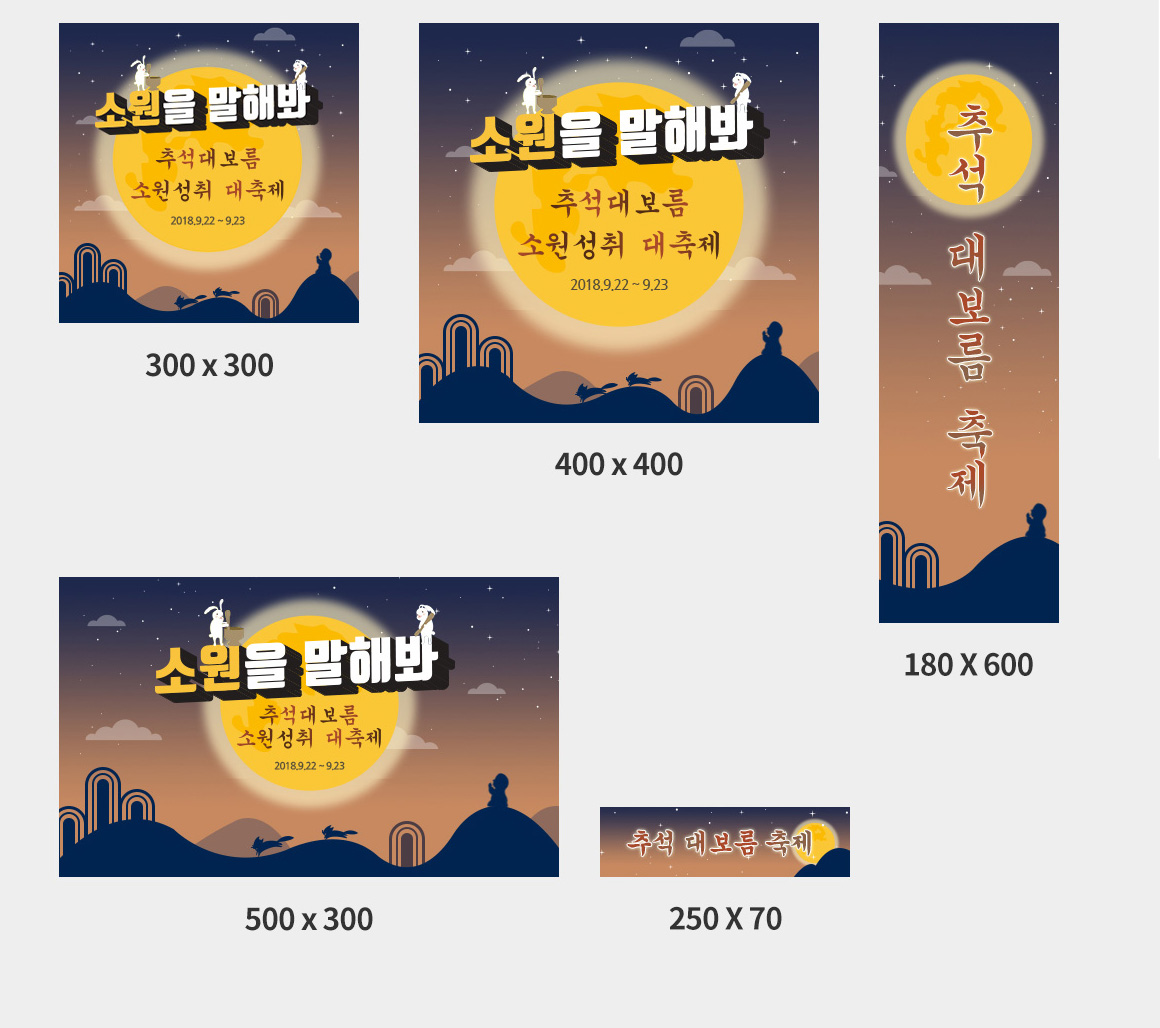 소원을 말해봐
추석대보름
소원성취 대축제
2018.9.22 ~ 9.23
300 x 300
소원을 말해봐
추석대보름
소원성취 대축제
2018.9.22 ~ 9.23
400 x 400
추석 대보름 축제
180 X 600
소원을 말해봐
추석대보름
소원성취 대축제
2018.9.22 ~ 9.23
500 x 300
추석 대보름 축제
250 X 70